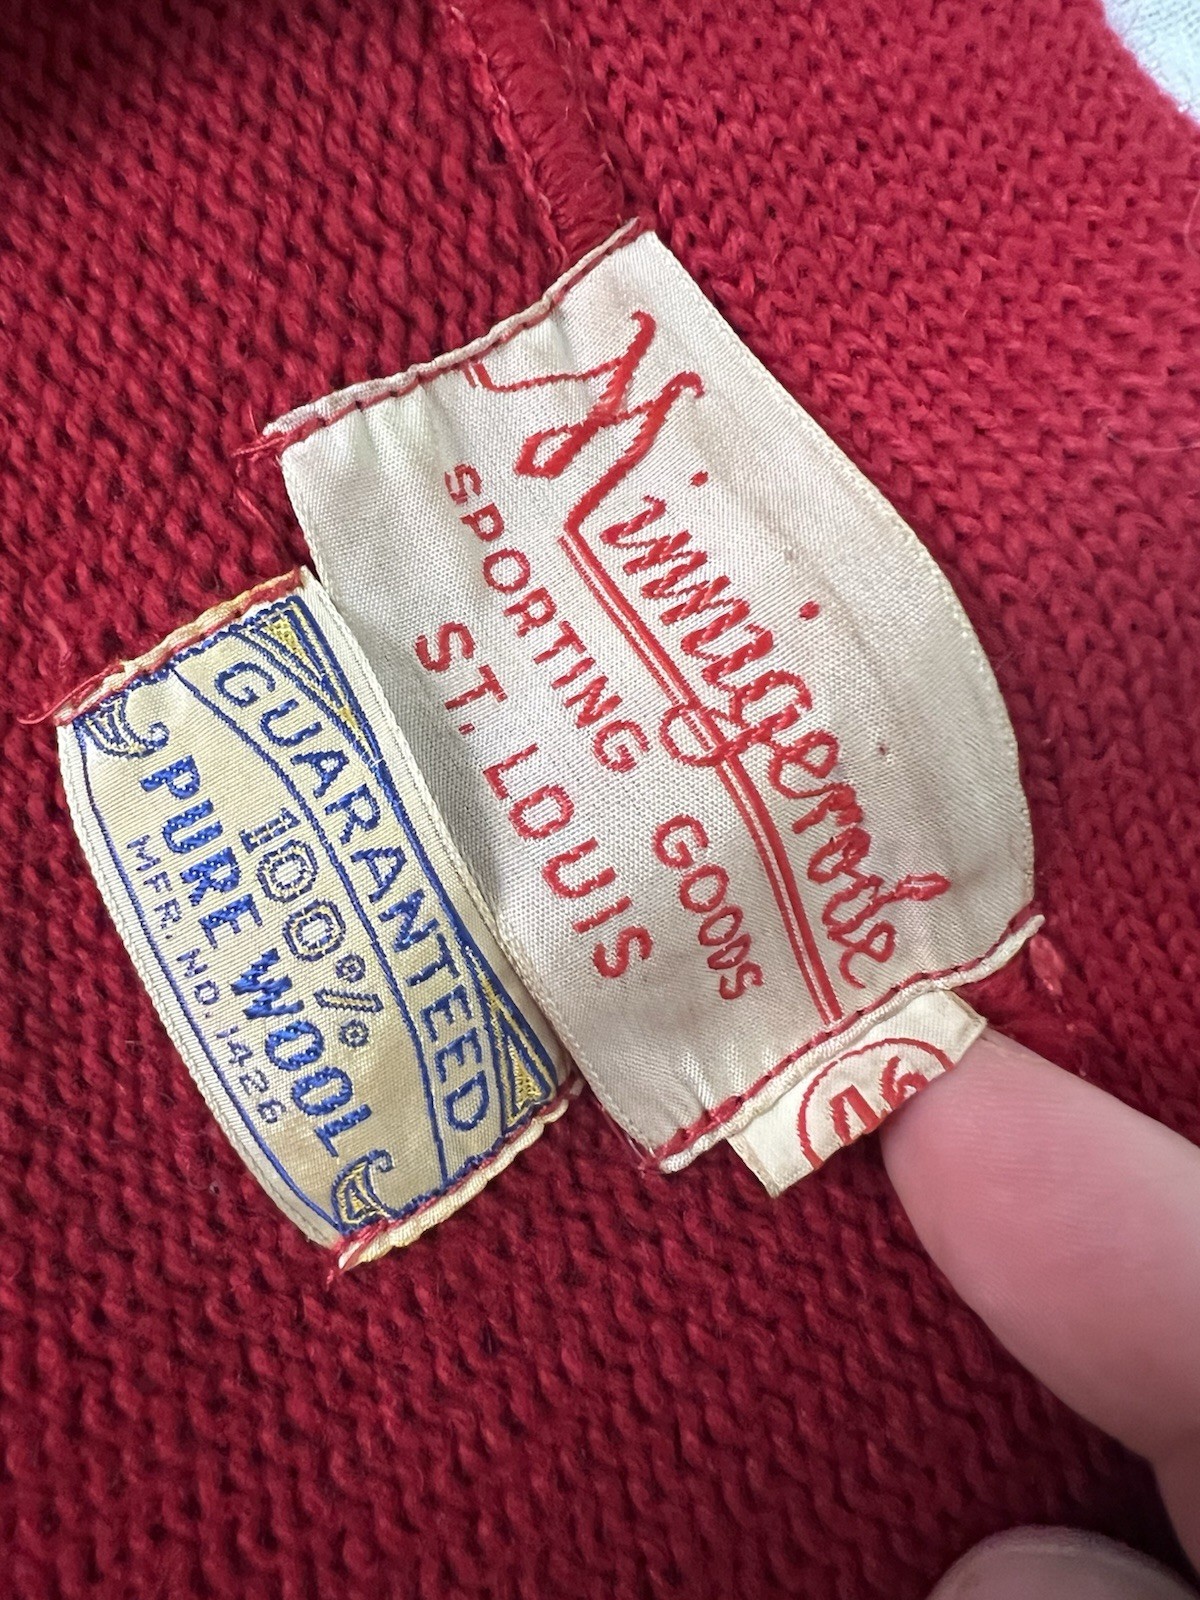 Minnigerode
SPORTING GOODS
ST. LOUIS
GUARANTEED
100%
PURE WOOL
MFR. NO. 1426